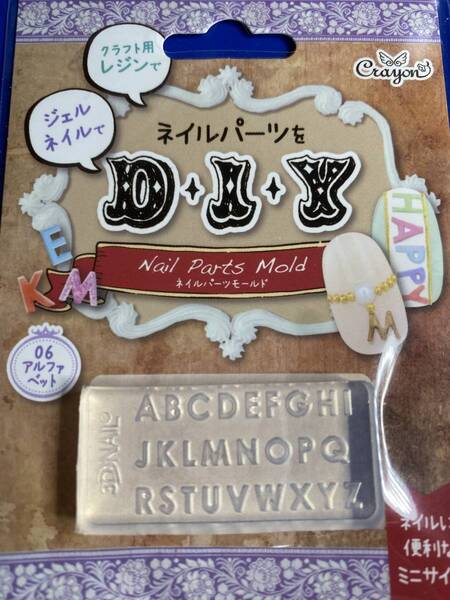 クラフト用
レジンで
ジェル
ネイルで
Crayon
ネイルパーツを
D・I・Y
Nail Parts Mold
ネイルパーツモールド
E
K M
HAPPY
M
06
アルファ
ベット
3D NAIL
ABCDEFGHI
JKLMNOPQ
RSTUVWXYZ
ネイルに
便利な
ミニサイ